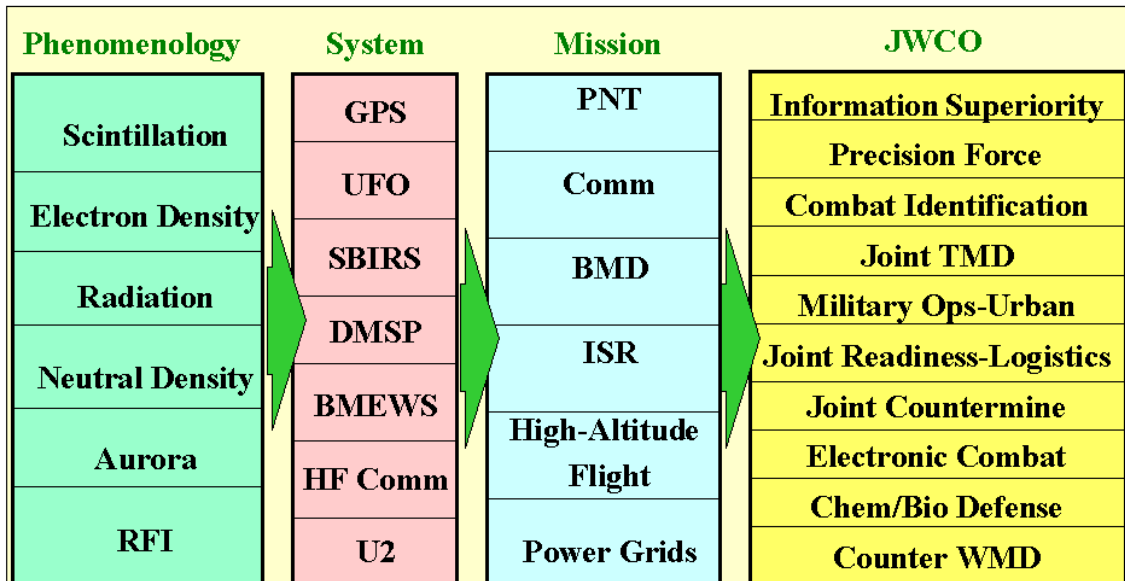 Phenomenology
Scintillation
Electron Density
Radiation
Neutral Density
Aurora
RFI
System
GPS
UFO
SBIRS
DMSP
BMEWS
HF Comm
U2
Mission
PNT
Comm
BMD
ISR
High-Altitude
Flight
Power Grids
JWCO
Information Superiority
Precision Force
Combat Identification
Joint TMD
Military Ops-Urban
Joint Readiness-Logistics
Joint Countermine
Electronic Combat
Chem/Bio Defense
Counter WMD